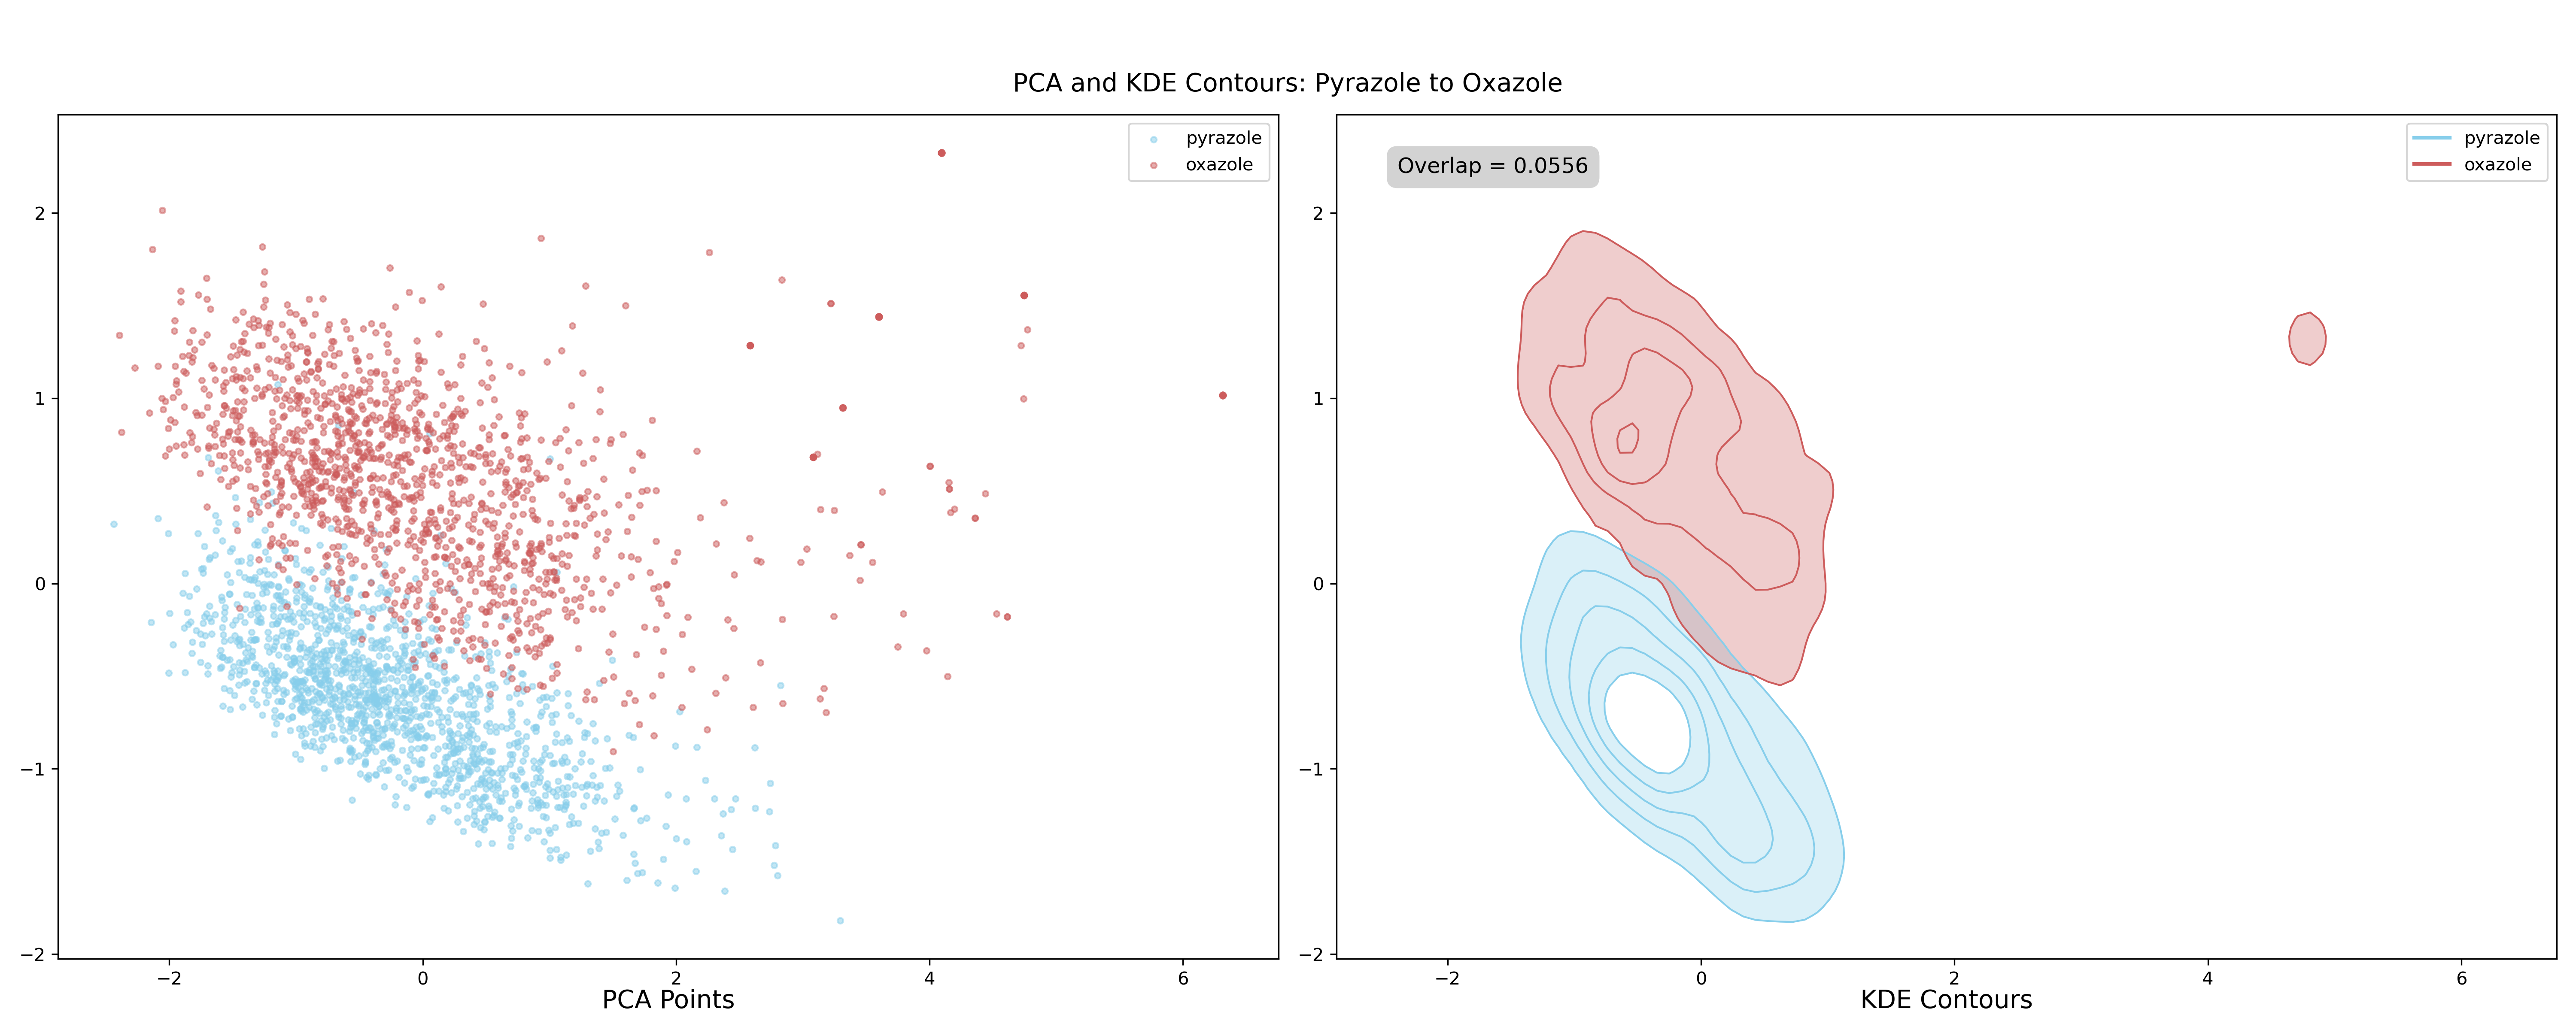 PCA and KDE Contours: Pyrazole to Oxazole
pyrazole
oxazole
2
1
0
−1
−2
−2 0 2 4 6
PCA Points
Overlap = 0.0556
pyrazole
oxazole
2
1
0
−1
−2
−2 0 2 4 6
KDE Contours